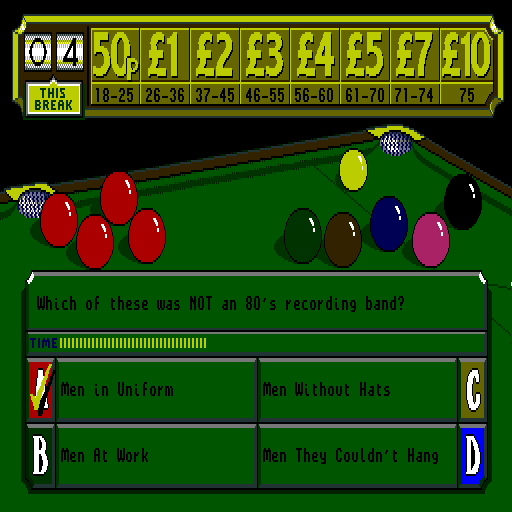 04 50p £1 £2 £3 £4 £5 £7 £10
THIS BREAK 18-25 26-36 37-45 46-55 56-60 61-70 71-74 75
Which of these was NOT an 80's recording band?
TIME
A Men in Uniform
Men Without Hats C
B Men At Work
Men They Couldn't Hang D